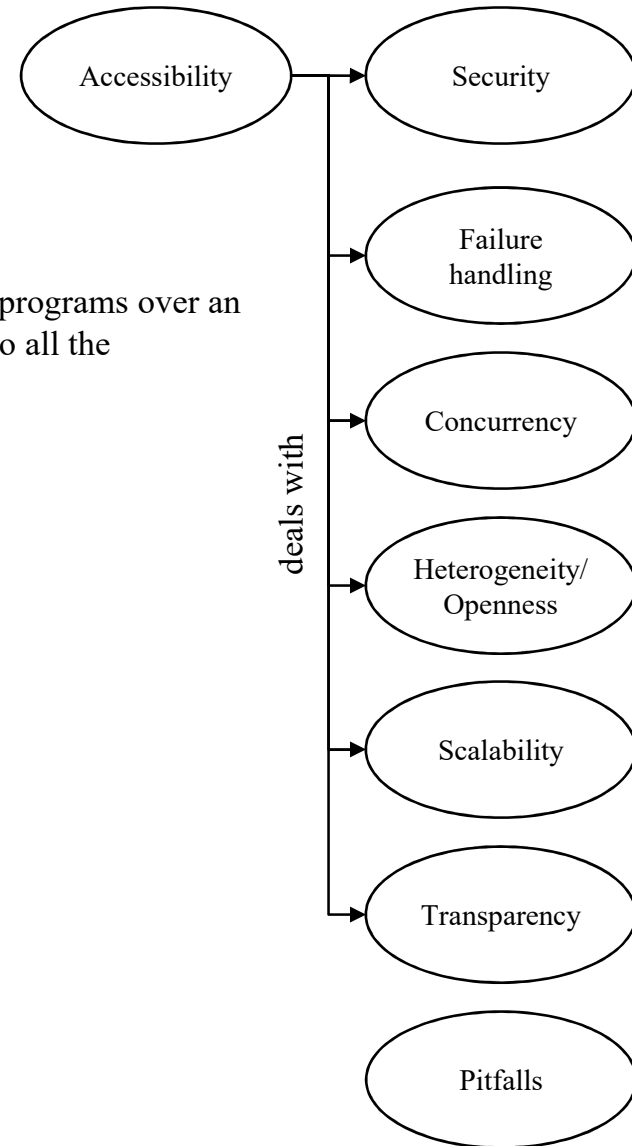 Accessibility
Security
Failure
handling
programs over an
o all the
Concurrency
deals with
Heterogeneity/
Openness
Scalability
Transparency
Pitfalls